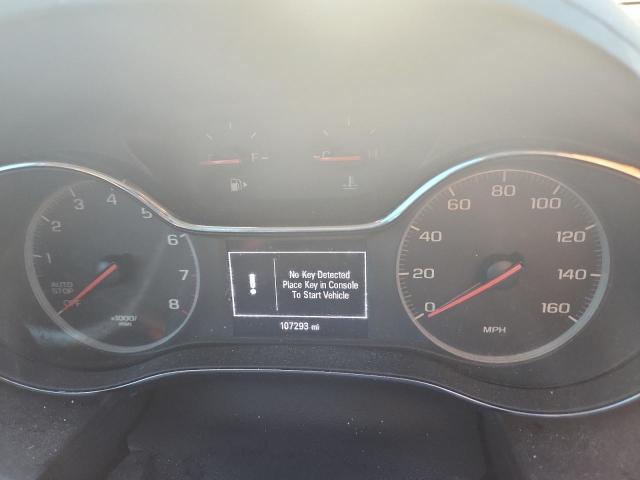 F
C H
1 2 3 4 5 6 7 8
AUTO
STOP
OFF
x1000/
No Key Detected
Place Key in Console
To Start Vehicle
107293 mi
0 20 40 60 80 100 120 140 160
MPH